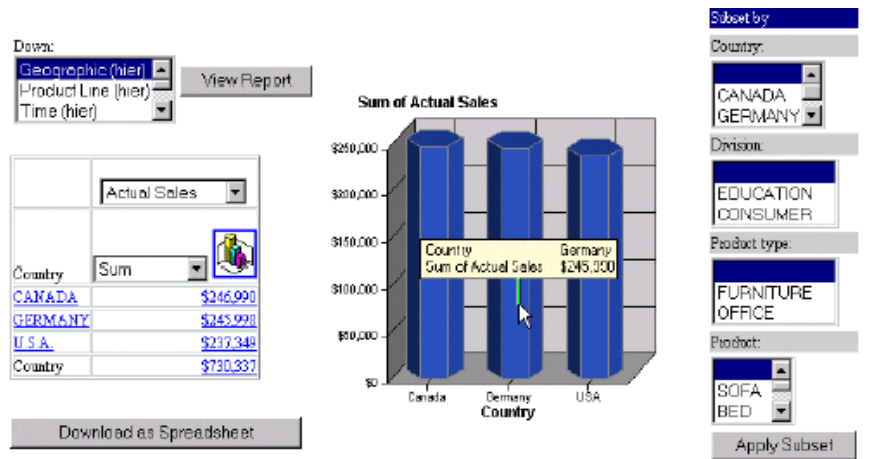 Down:
Geographic (hier)
Product Line (hier)
Time (hier)
View Report
Actual Sales
Country
Sum
CANADA $246,990
GERMANY $245,998
U.S.A. $237,349
Country $730,337
Download as Spreadsheet
Sum of Actual Sales
$250,000
$200,000
$150,000
$100,000
$50,000
$0
Country Germany
Sum of Actual Sales
Canada Germany USA
Country
Subset by
Country:
CANADA
GERMANY
Division:
EDUCATION
CONSUMER
Product type:
FURNITURE
OFFICE
Product:
SOFA
BED
Apply Subset